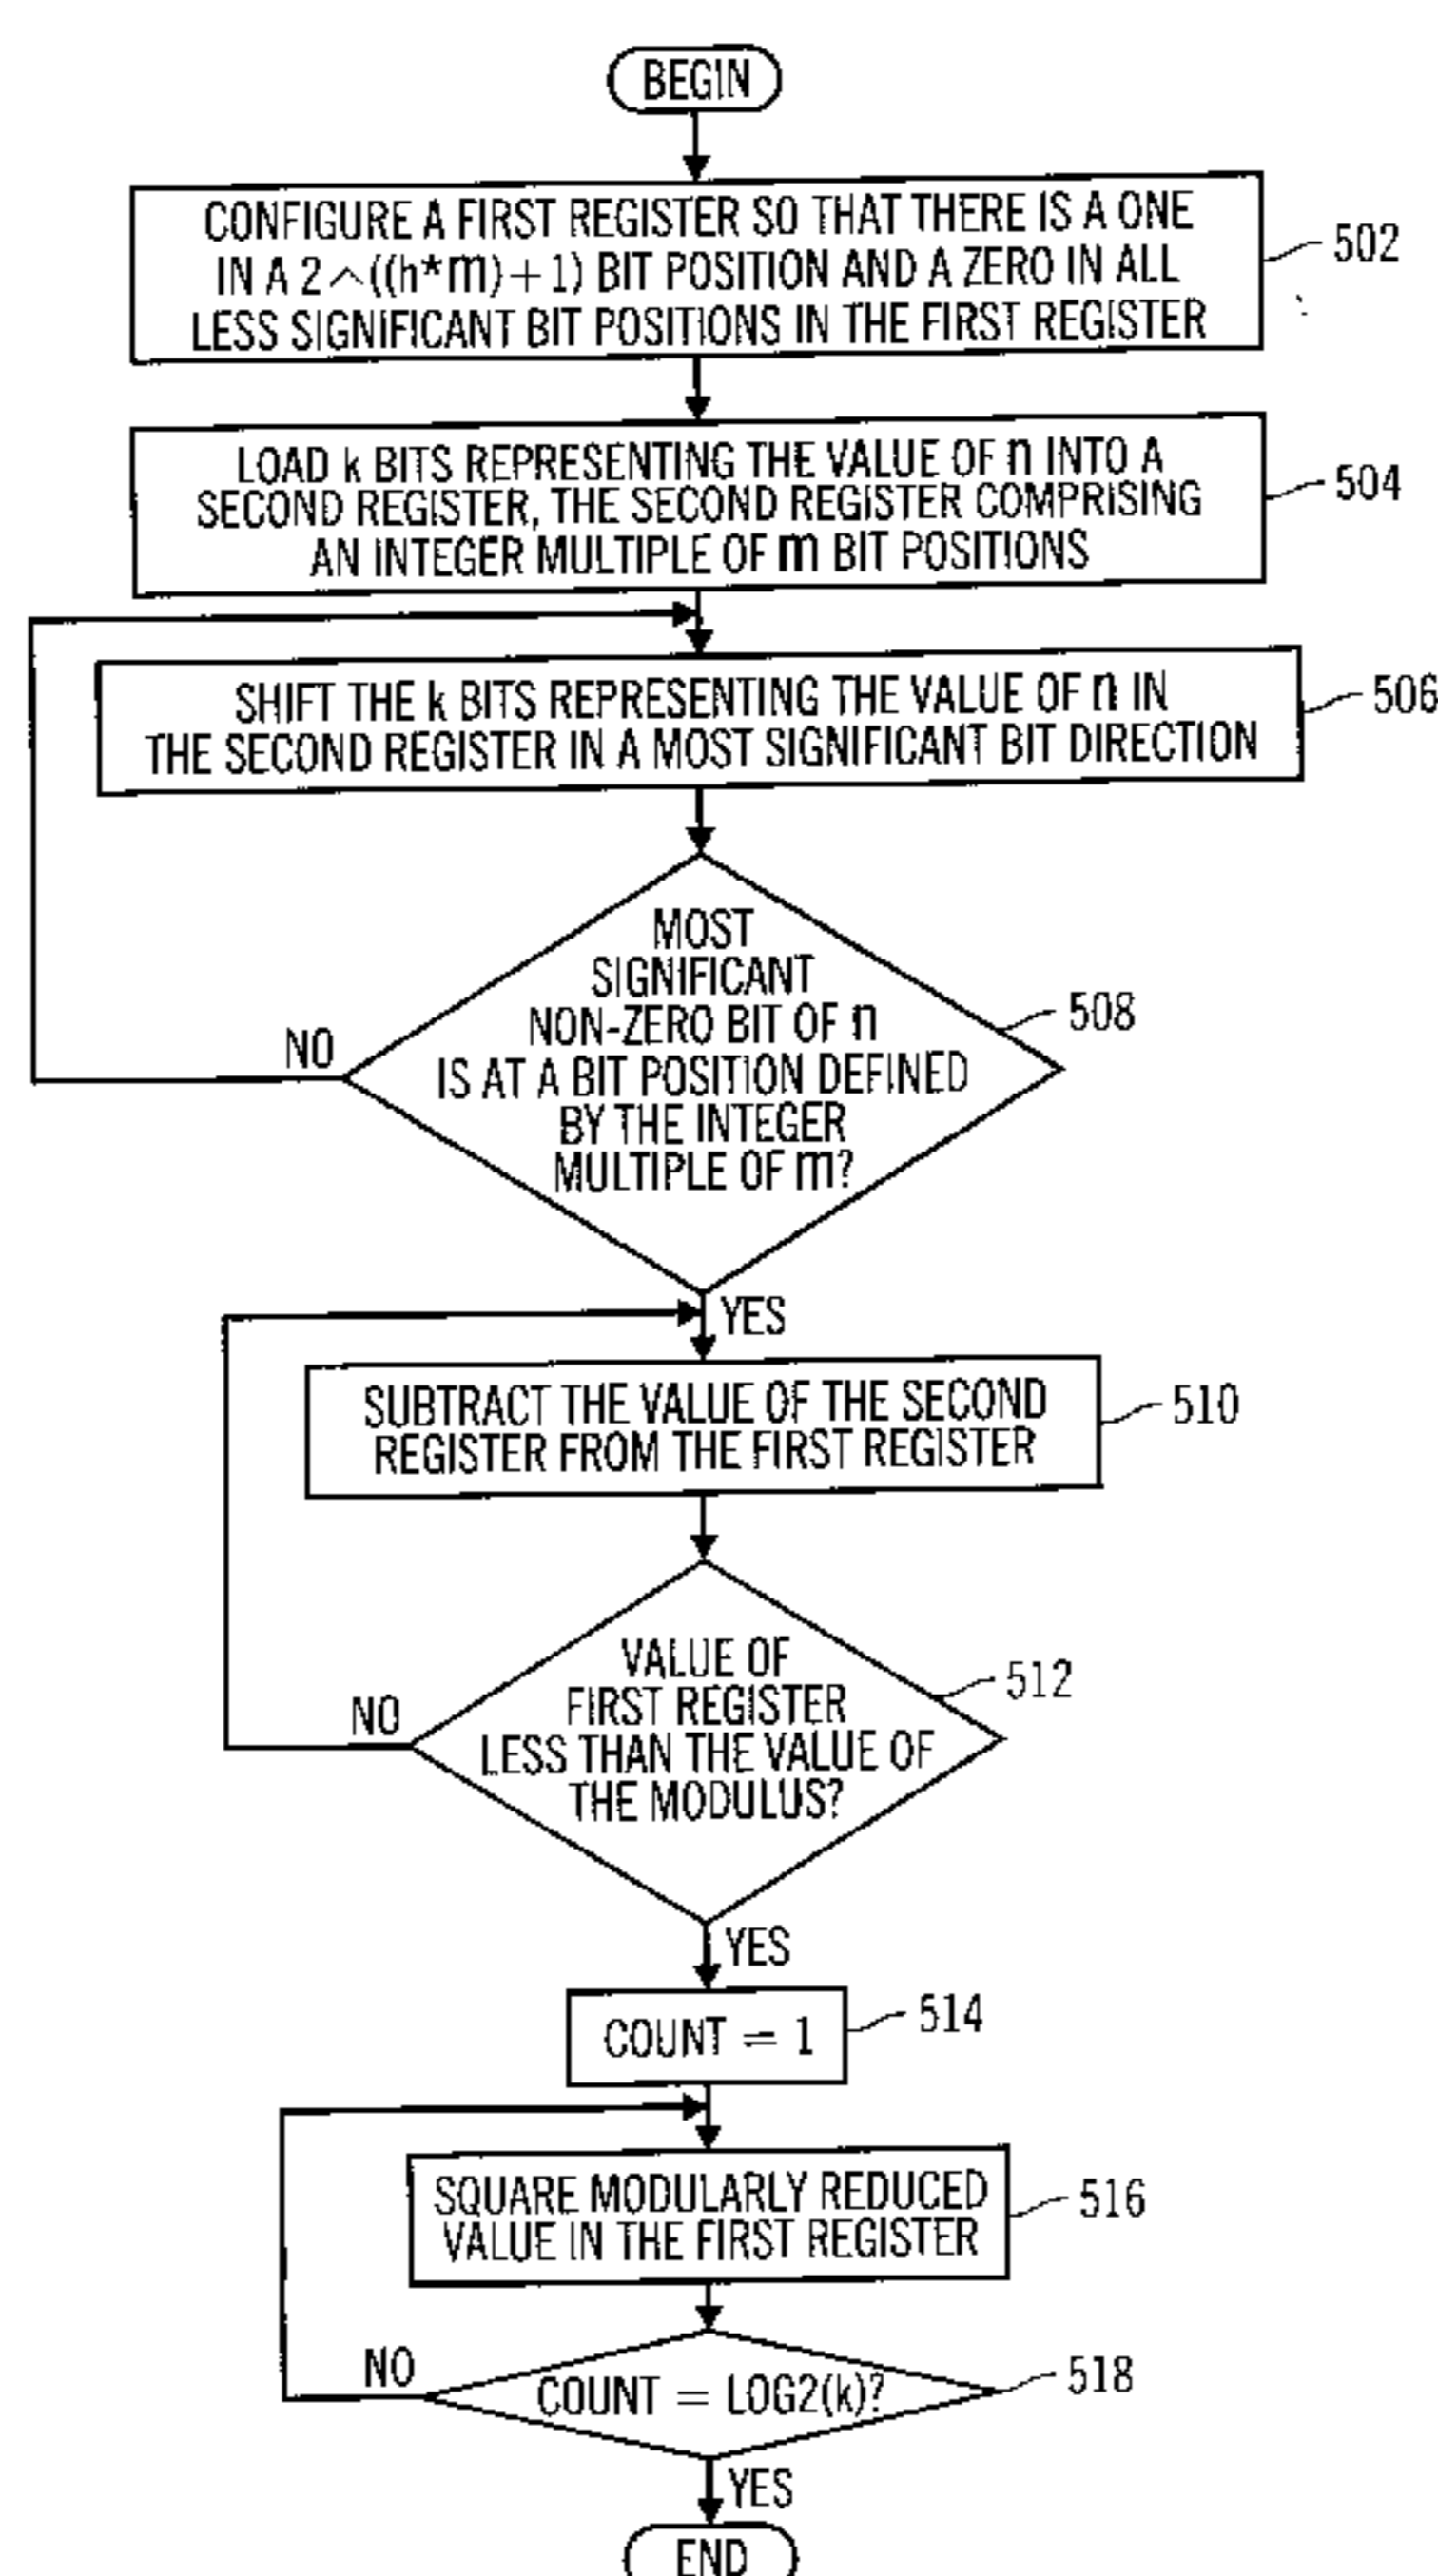 BEGIN
CONFIGURE A FIRST REGISTER SO THAT THERE IS A ONE
IN A 2^((h*m)+1) BIT POSITION AND A ZERO IN ALL
LESS SIGNIFICANT BIT POSITIONS IN THE FIRST REGISTER
502
LOAD k BITS REPRESENTING THE VALUE OF n INTO A
SECOND REGISTER, THE SECOND REGISTER COMPRISING
AN INTEGER MULTIPLE OF m BIT POSITIONS
504
SHIFT THE k BITS REPRESENTING THE VALUE OF n IN
THE SECOND REGISTER IN A MOST SIGNIFICANT BIT DIRECTION
506
MOST
SIGNIFICANT
NON-ZERO BIT OF n
IS AT A BIT POSITION DEFINED
BY THE INTEGER
MULTIPLE OF m?
508
NO
YES
SUBTRACT THE VALUE OF THE SECOND
REGISTER FROM THE FIRST REGISTER
510
VALUE OF
FIRST REGISTER
LESS THAN THE VALUE OF
THE MODULUS?
512
NO
YES
COUNT = 1
514
SQUARE MODULARLY REDUCED
VALUE IN THE FIRST REGISTER
516
COUNT = LOG2(k)?
518
NO
YES
END